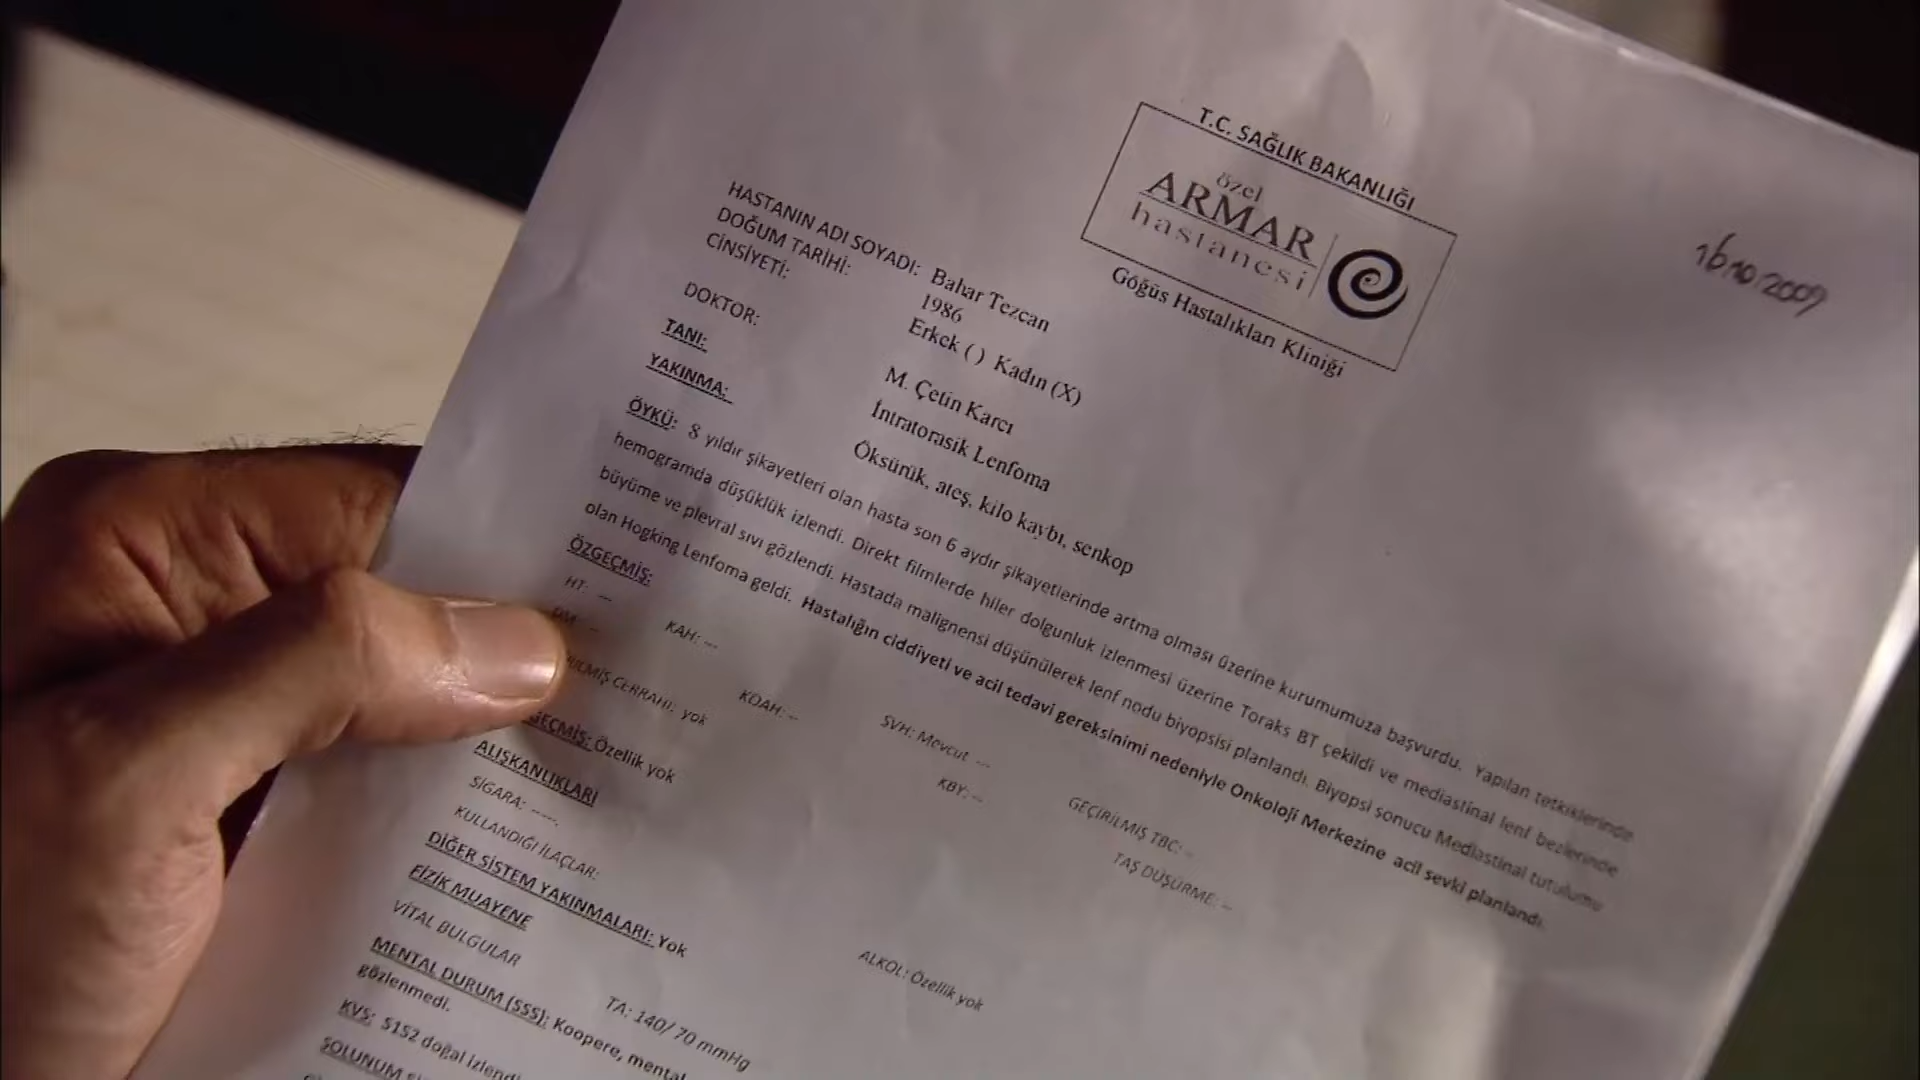 T.C. SAĞLIK BAKANLIĞI
özel
ARMAR
hastanesi
Göğüs Hastalıkları Kliniği
16/10/2009
HASTANIN ADI SOYADI: Bahar Tezcan
DOĞUM TARİHİ: 1986
CİNSİYETİ: Erkek ( ) Kadın (X)
DOKTOR: M. Çetin Karcı
TANI: İntratorasik Lenfoma
YAKINMA: Öksürük, ateş, kilo kaybı, senkop
ÖYKÜ: 8 yıldır şikayetleri olan hasta son 6 aydır şikayetlerinde artma olması üzerine kurumumuza başvurdu. Yapılan tetkiklerinde
hemogramda düşüklük izlendi. Direkt filmlerde hiler dolgunluk izlenmesi üzerine Toraks BT çekildi ve mediastinal lenf bezlerinde
büyüme ve plevral sıvı gözlendi. Hastada malignensi düşünülerek lenf nodu biyopsisi planlandı. Biyopsi sonucu Mediastinal tutulumu
olan Hogking Lenfoma geldi. Hastalığın ciddiyeti ve acil tedavi gereksinimi nedeniyle Onkoloji Merkezine acil sevki planlandı.
ÖZGEÇMİŞ:
HT: --- KAH: --- SVH: Mevcut --- GEÇİRİLMİŞ TBC: --
DM: -- KOAH: -- KBY: -- TAŞ DÜŞÜRME: --
CERRAHİ: yok
GEÇMİŞ: Özellik yok
ALIŞKANLIKLARI
SİGARA: -----, ALKOL: Özellik yok
KULLANDIĞI İLAÇLAR:
DİĞER SİSTEM YAKINMALARI: Yok
FİZİK MUAYENE
VİTAL BULGULAR TA: 140/ 70 mmHg
MENTAL DURUM (SSS): Koopere, mental
gözlenmedi.
KVS: S1S2 doğal izlendi
SOLUNUM